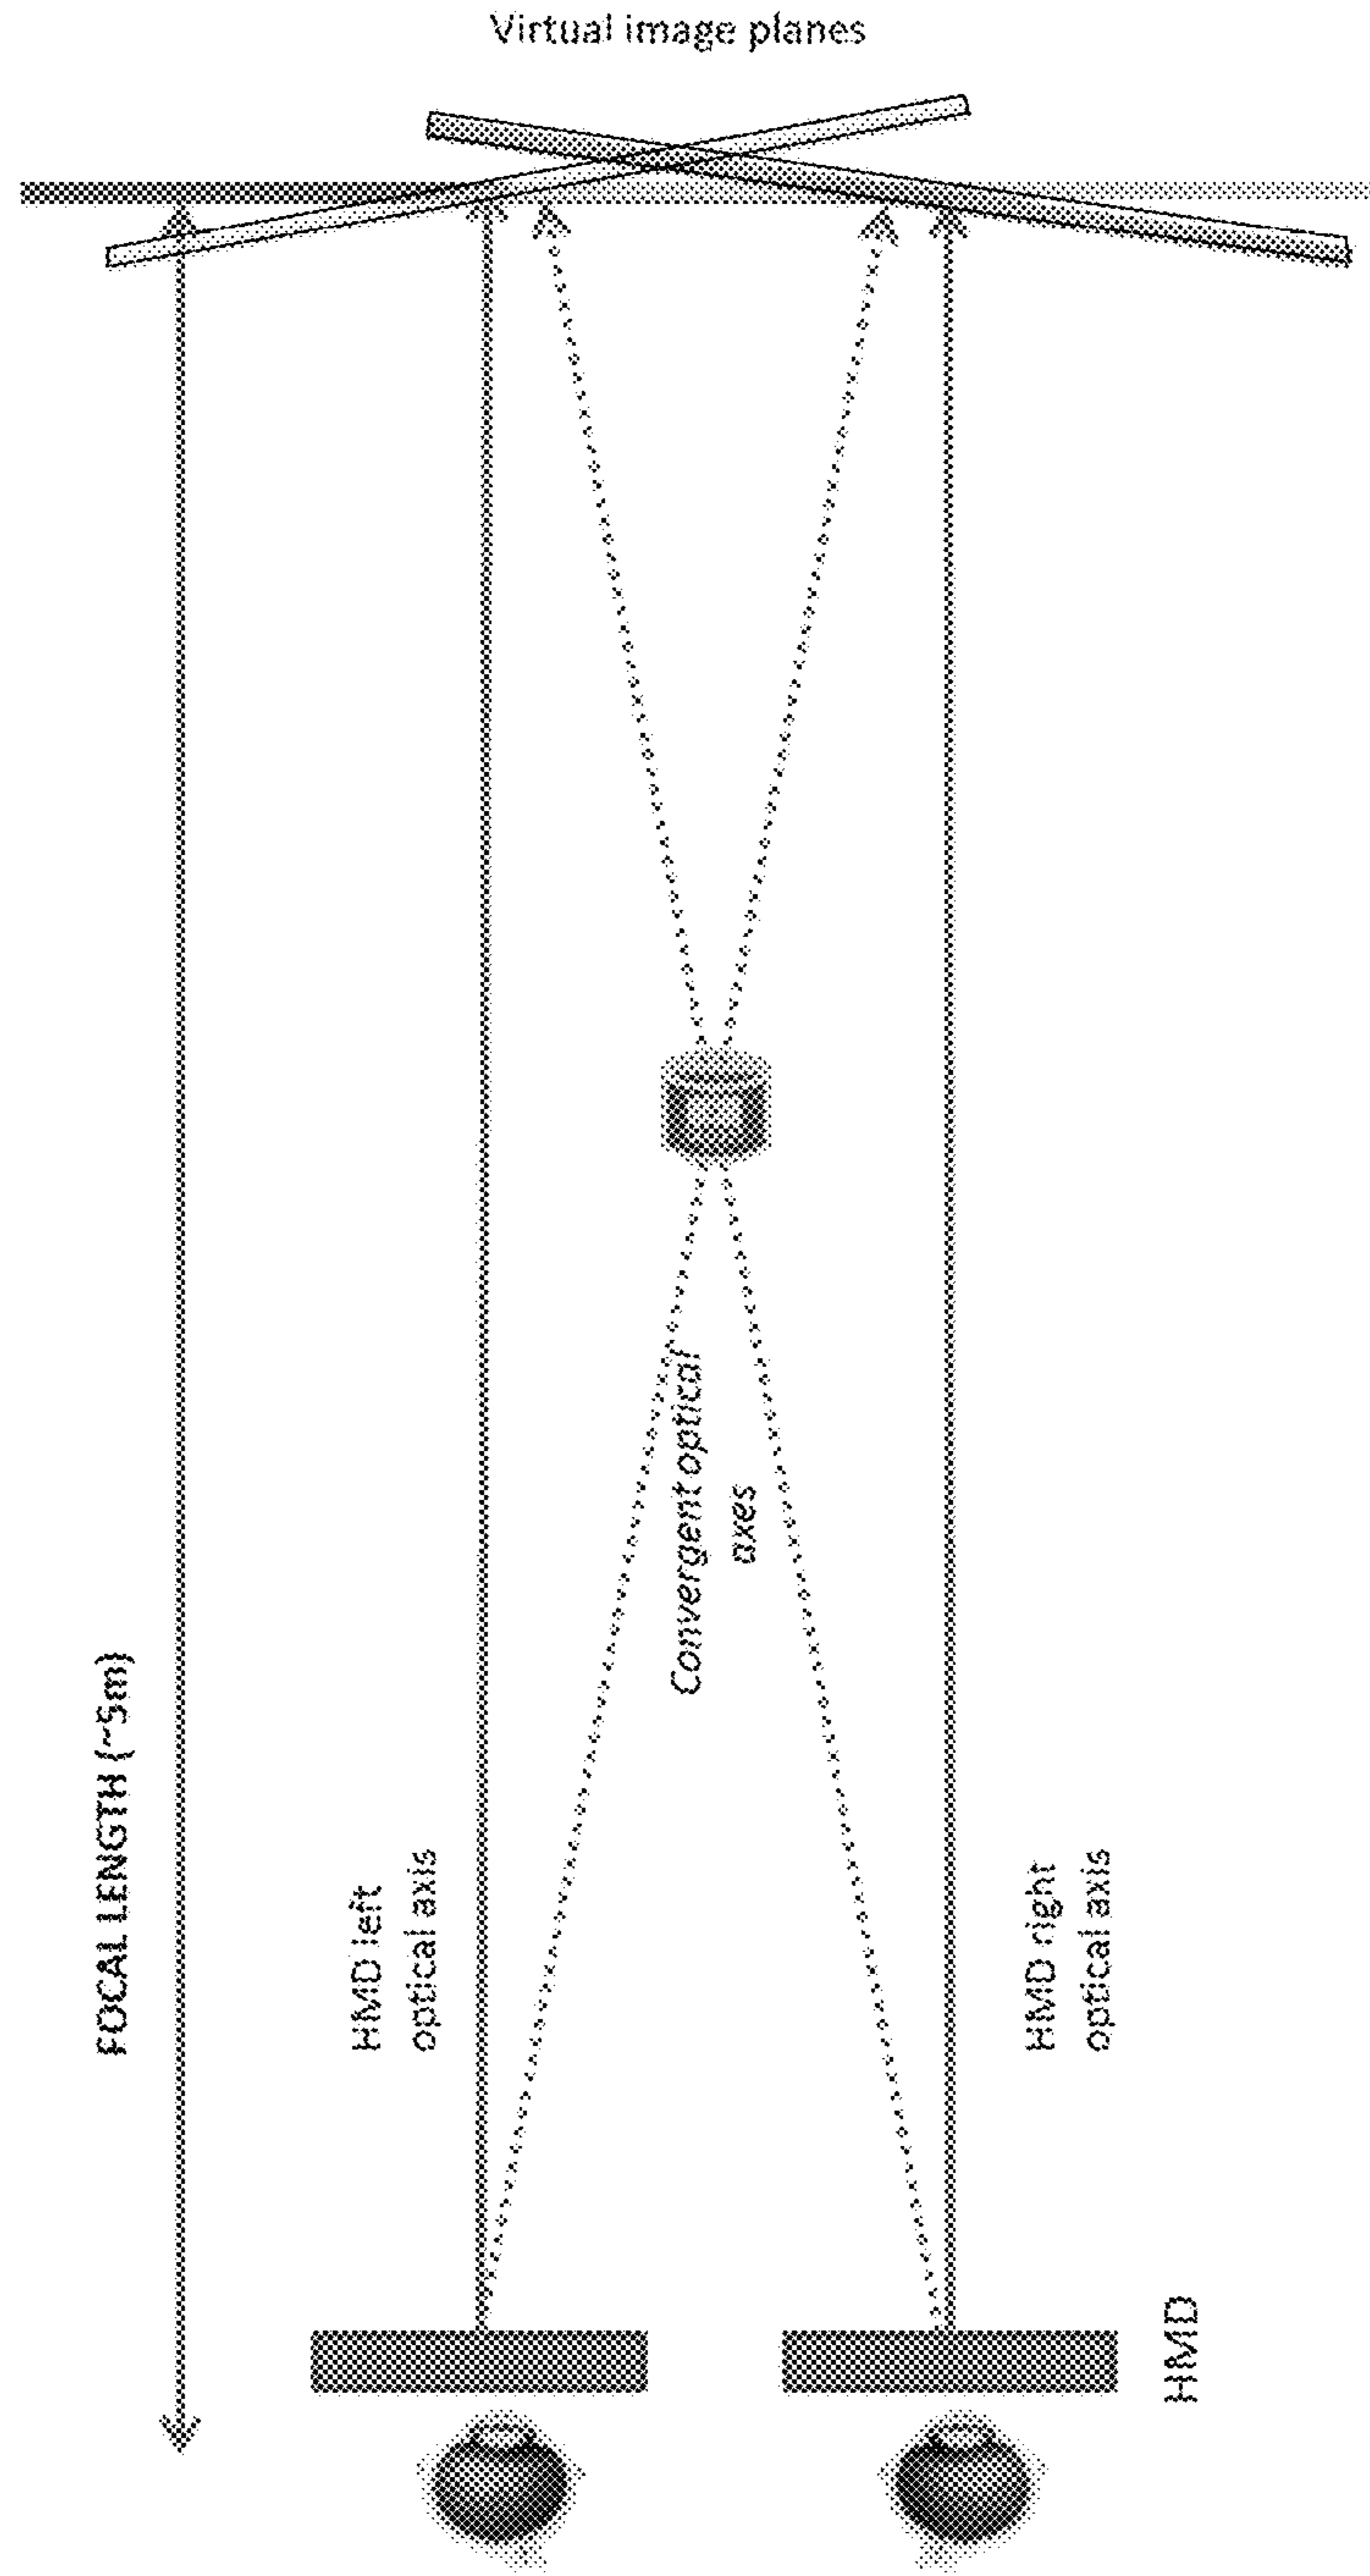 Virtual image planes
Convergent optical
axes
FOCAL LENGTH (~5m)
HMD left
optical axis
HMD right
optical axis
HMD